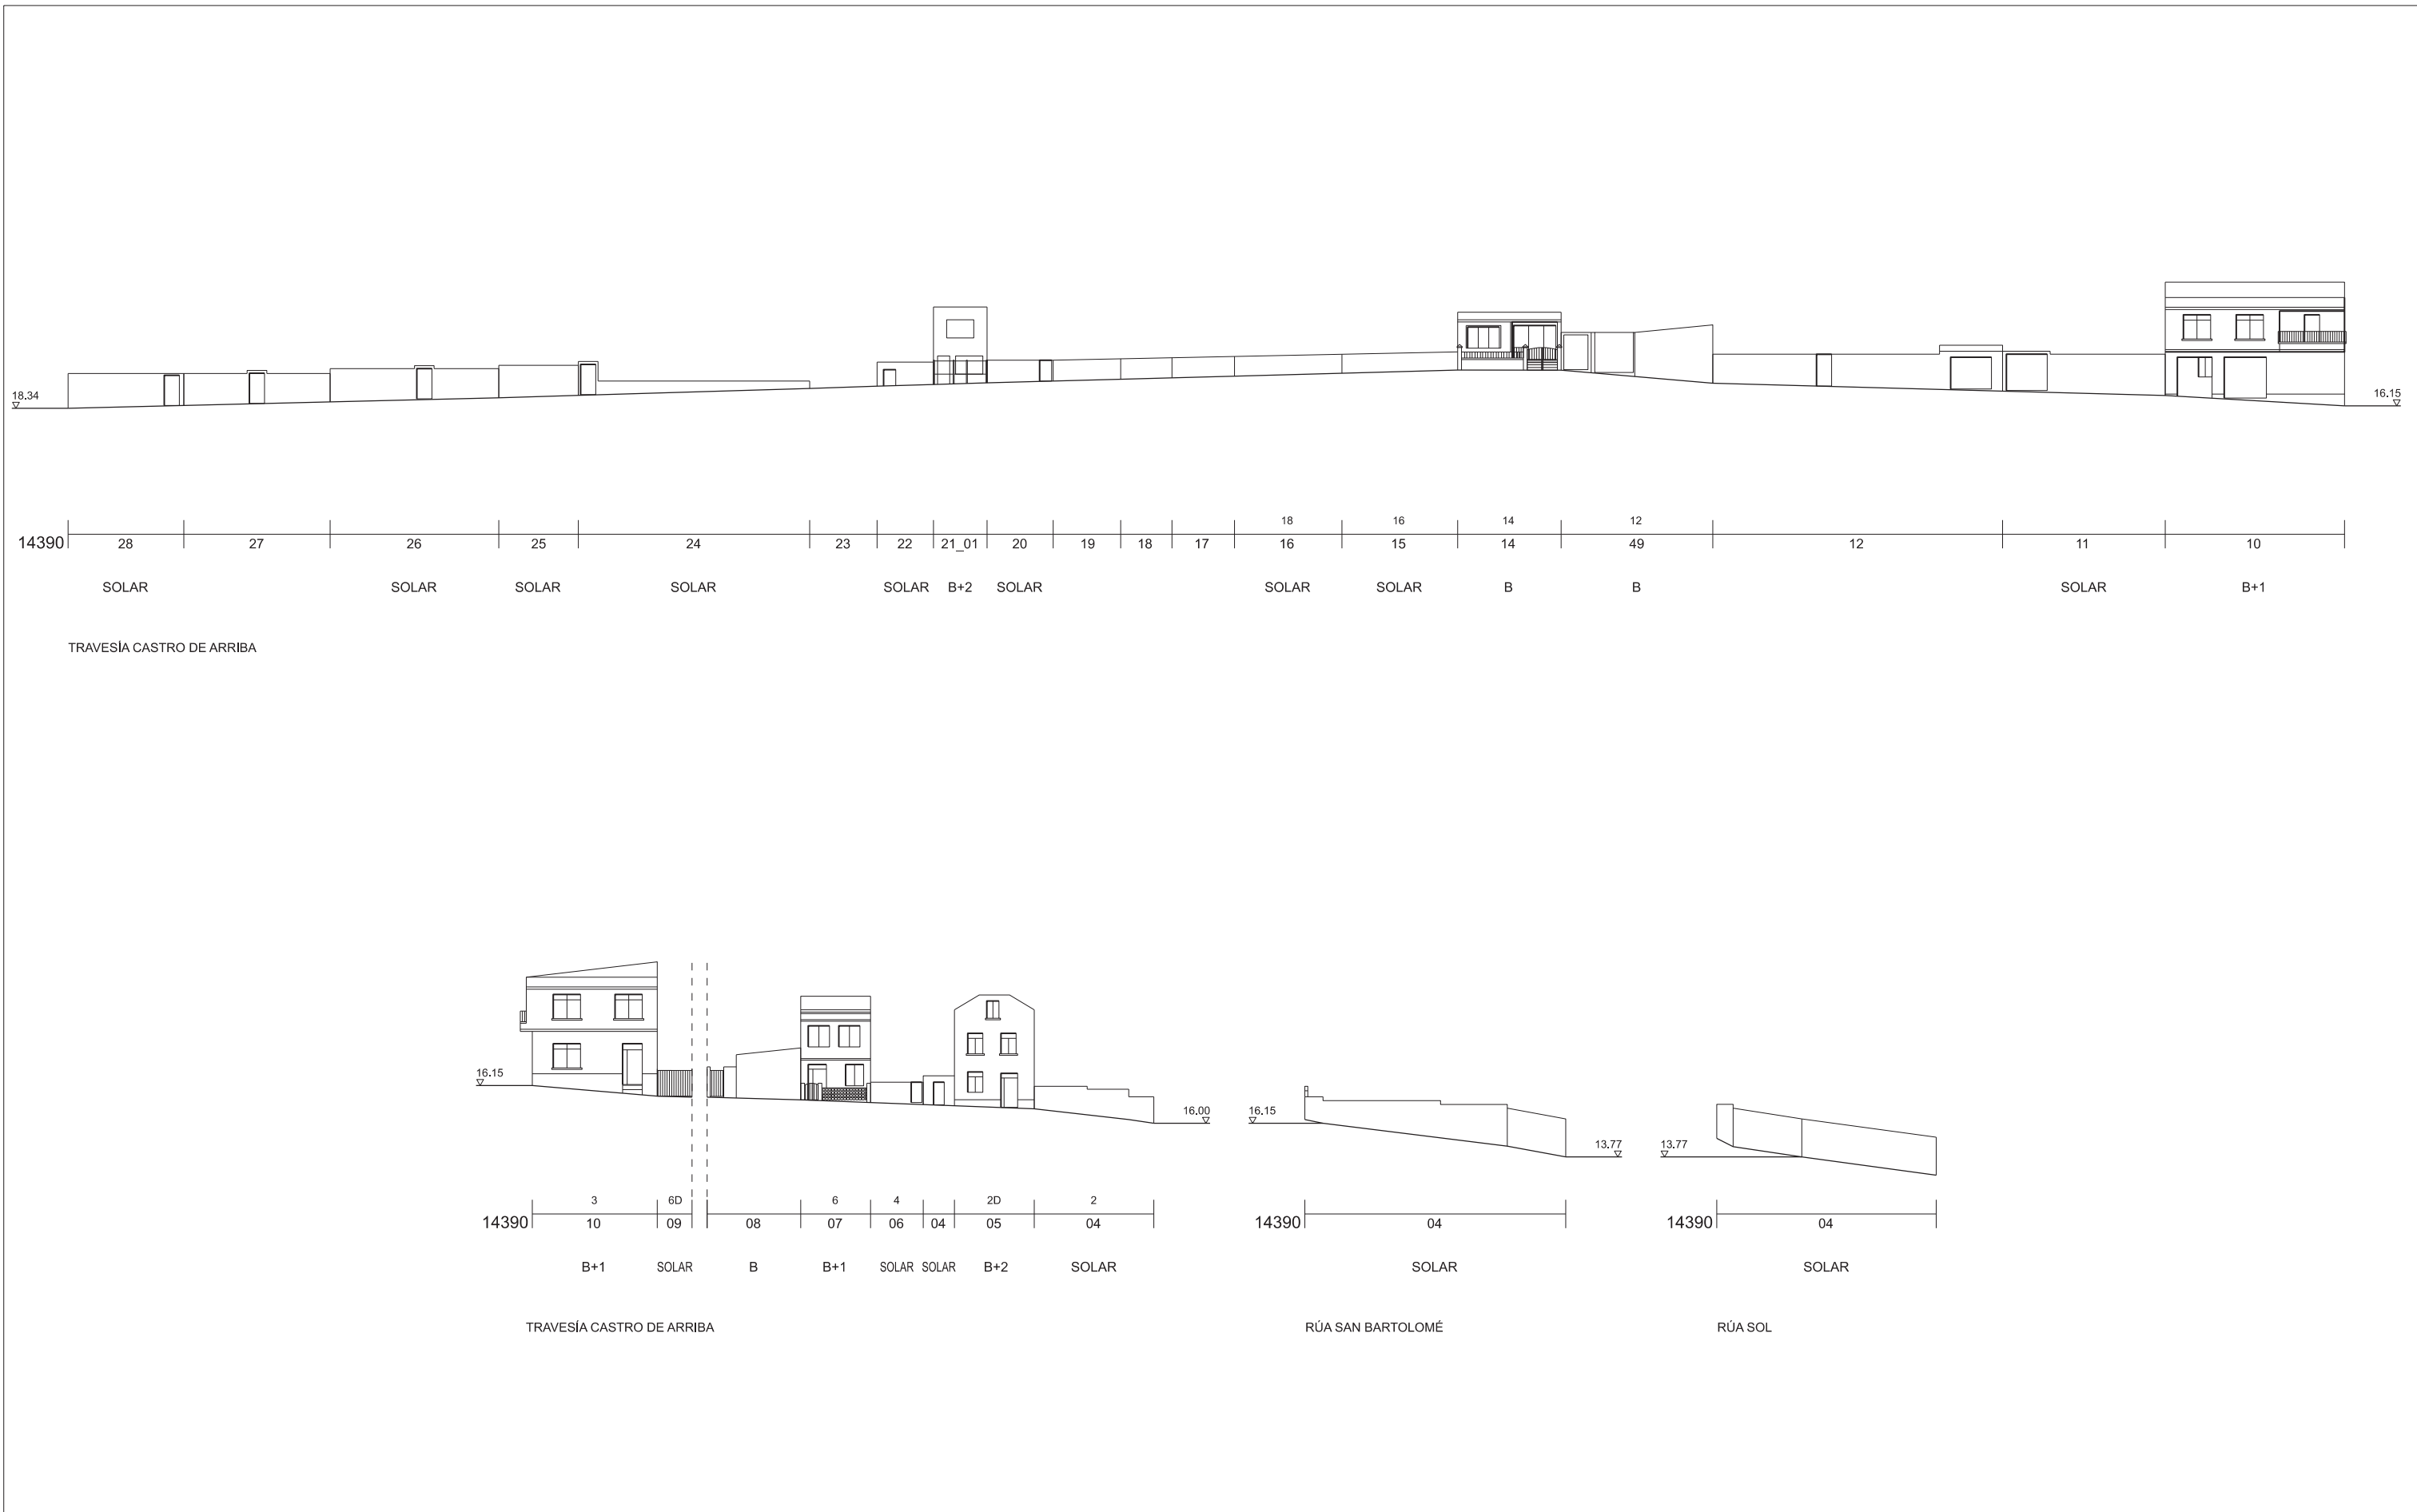 18.34
16.15
18 16 14 12
14390 28 27 26 25 24 23 22 21_01 20 19 18 17 16 15 14 49 12 11 10
SOLAR SOLAR SOLAR SOLAR SOLAR B+2 SOLAR SOLAR SOLAR B B SOLAR B+1
TRAVESÍA CASTRO DE ARRIBA
16.15
16.00
3 6D 6 4 2D 2
14390 10 09 08 07 06 04 05 04
B+1 SOLAR B B+1 SOLAR SOLAR B+2 SOLAR
TRAVESÍA CASTRO DE ARRIBA
16.15
13.77
14390 04
SOLAR
RÚA SAN BARTOLOMÉ
13.77
14390 04
SOLAR
RÚA SOL